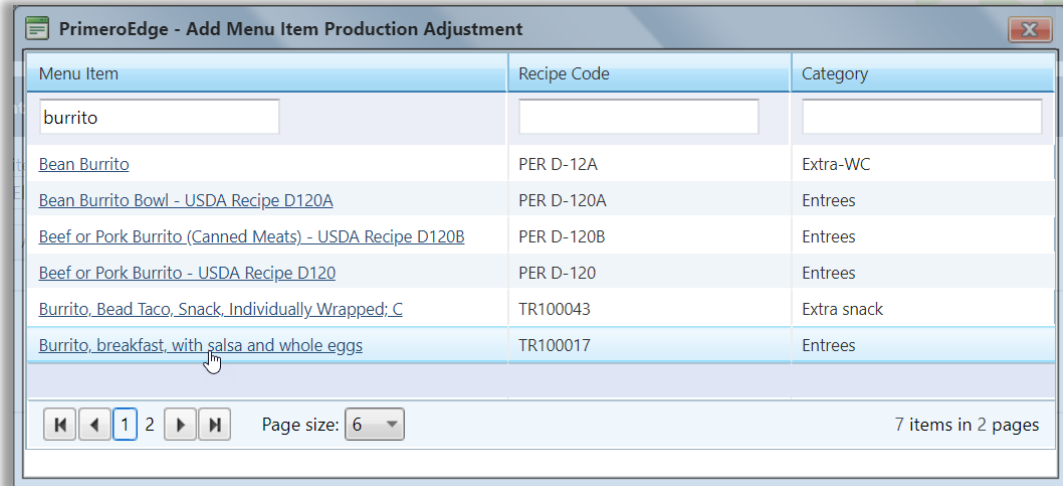 PrimeroEdge - Add Menu Item Production Adjustment
Menu Item Recipe Code Category
burrito
Bean Burrito PER D-12A Extra-WC
Bean Burrito Bowl - USDA Recipe D120A PER D-120A Entrees
Beef or Pork Burrito (Canned Meats) - USDA Recipe D120B PER D-120B Entrees
Beef or Pork Burrito - USDA Recipe D120 PER D-120 Entrees
Burrito, Bead Taco, Snack, Individually Wrapped; C TR100043 Extra snack
Burrito, breakfast, with salsa and whole eggs TR100017 Entrees
1 2 Page size: 6 7 items in 2 pages